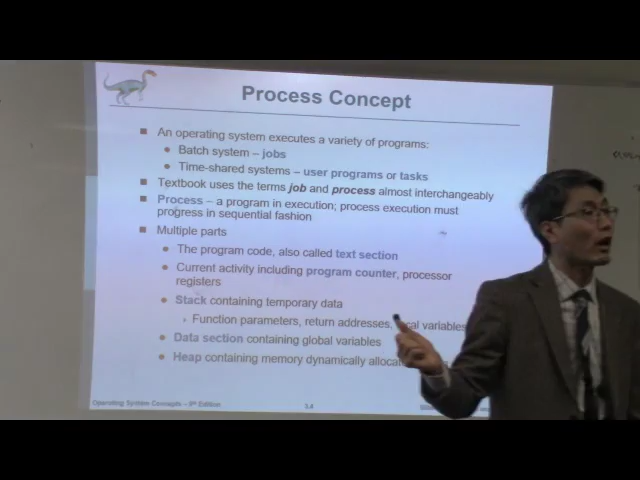 Process Concept
■ An operating system executes a variety of programs:
● Batch system – jobs
● Time-shared systems – user programs or tasks
■ Textbook uses the terms job and process almost interchangeably
■ Process – a program in execution; process execution must
progress in sequential fashion
■ Multiple parts
● The program code, also called text section
● Current activity including program counter, processor
registers
● Stack containing temporary data
› Function parameters, return addresses, local variables
● Data section containing global variables
● Heap containing memory dynamically
Operating System Concepts – 9th Edition
3.4